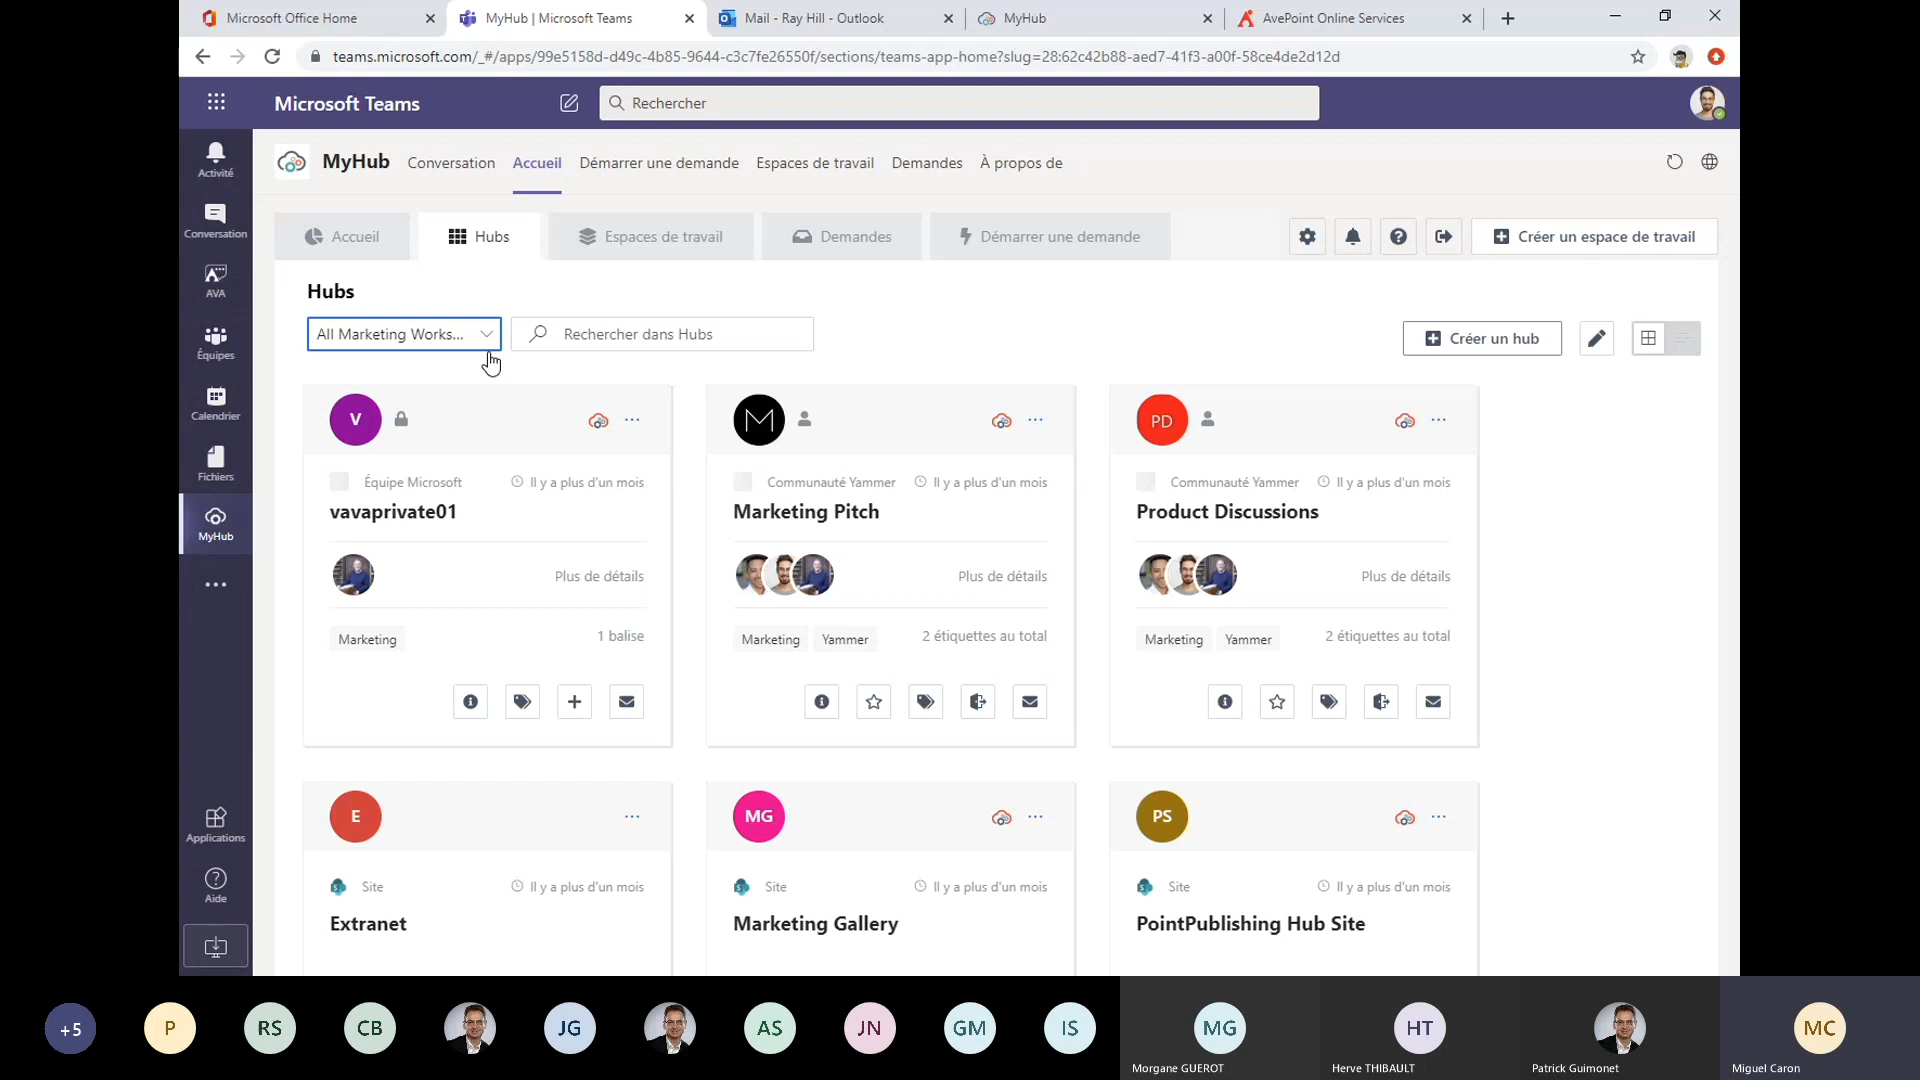 Microsoft Office Home
MyHub | Microsoft Teams
Mail - Ray Hill - Outlook
MyHub
AvePoint Online Services
teams.microsoft.com/_#/apps/99e5158d-d49c-4b85-9644-c3c7fe26550f/sections/teams-app-home?slug=28:62c42b88-aed7-41f3-a00f-58ce4de2d12d
Microsoft Teams
Rechercher
Activité
Conversation
AVA
Équipes
Calendrier
Fichiers
MyHub
Applications
Aide
MyHub Conversation Accueil Démarrer une demande Espaces de travail Demandes À propos de
Accueil Hubs Espaces de travail Demandes Démarrer une demande Créer un espace de travail
Hubs
All Marketing Works... Rechercher dans Hubs Créer un hub
V
Équipe Microsoft Il y a plus d'un mois
vavaprivate01
Plus de détails
Marketing 1 balise
M
Communauté Yammer Il y a plus d'un mois
Marketing Pitch
Plus de détails
Marketing Yammer 2 étiquettes au total
PD
Communauté Yammer Il y a plus d'un mois
Product Discussions
Plus de détails
Marketing Yammer 2 étiquettes au total
E
Site Il y a plus d'un mois
Extranet
MG
Site Il y a plus d'un mois
Marketing Gallery
PS
Site Il y a plus d'un mois
PointPublishing Hub Site
+5 P RS CB JG AS JN GM IS MG HT MC
Morgane GUEROT Herve THIBAULT Patrick Guimonet Miguel Caron